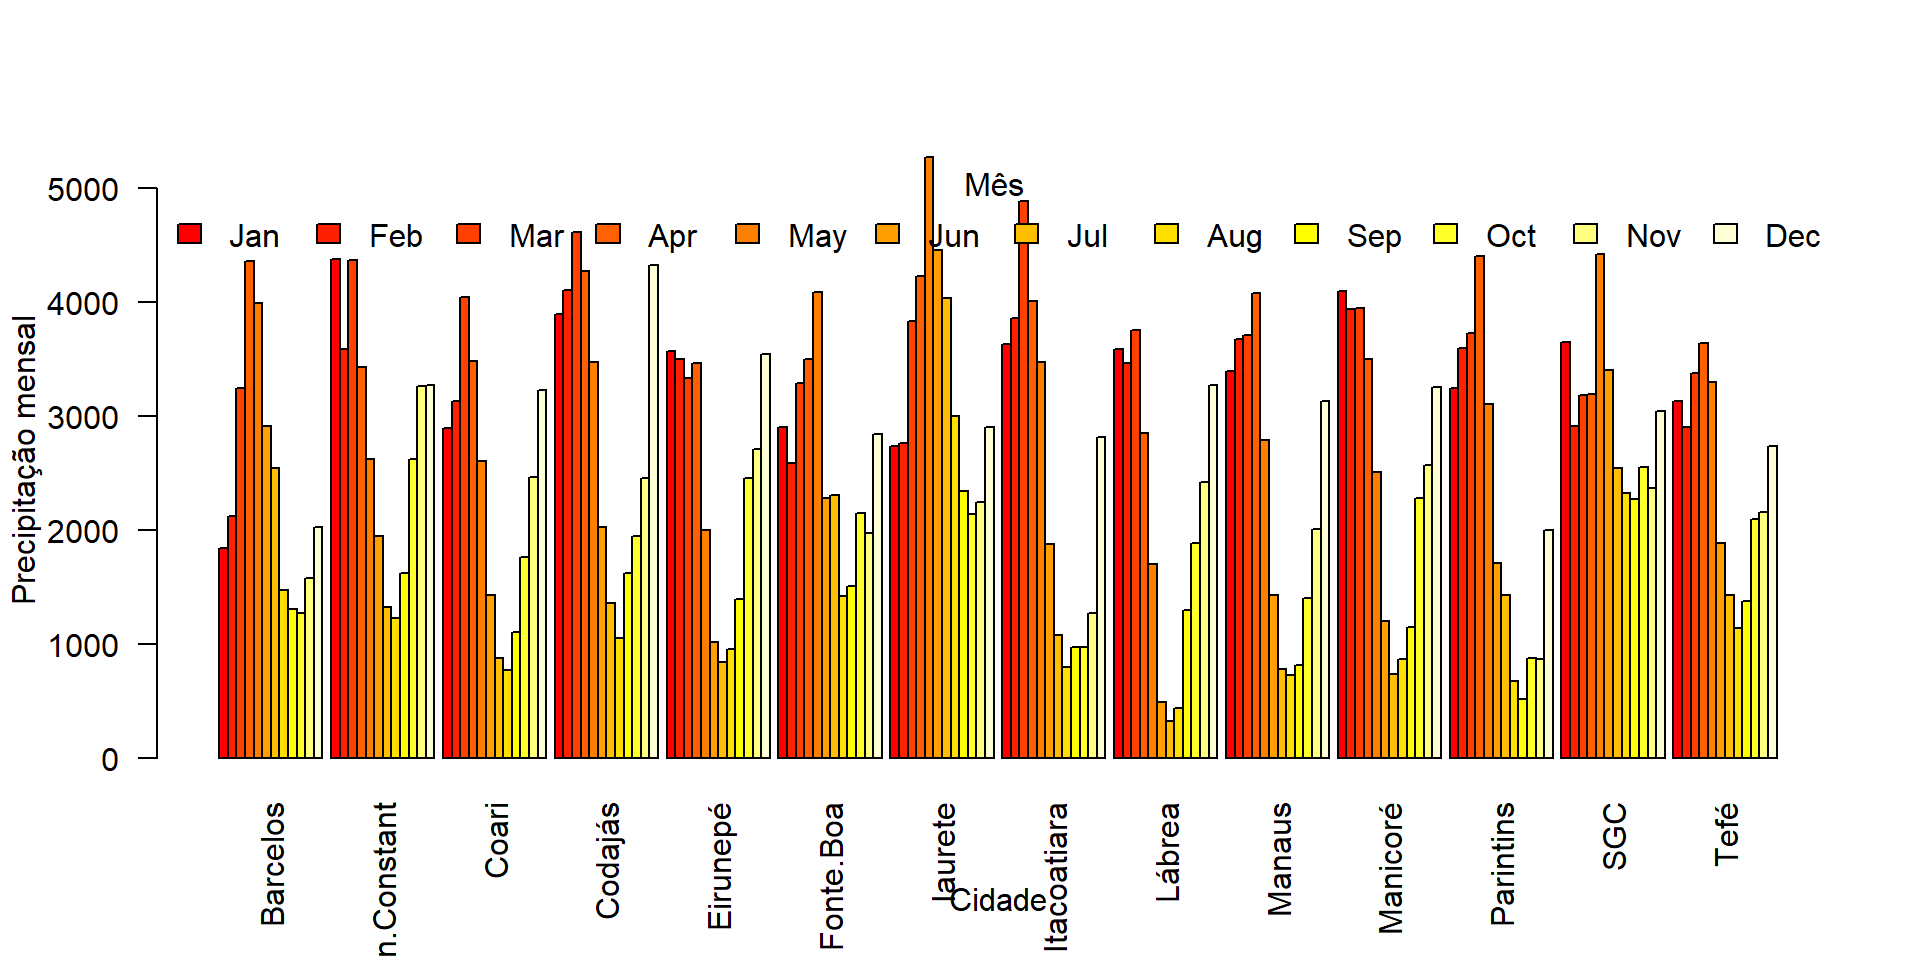 Mês
Jan Feb Mar Apr May Jun Jul Aug Sep Oct Nov Dec
Precipitação mensal
5000
4000
3000
2000
1000
0
Barcelos
n.Constant
Coari
Codajás
Eirunepé
Fonte.Boa
Iaurete
Itacoatiara
Lábrea
Manaus
Manicoré
Parintins
SGC
Tefé
Cidade